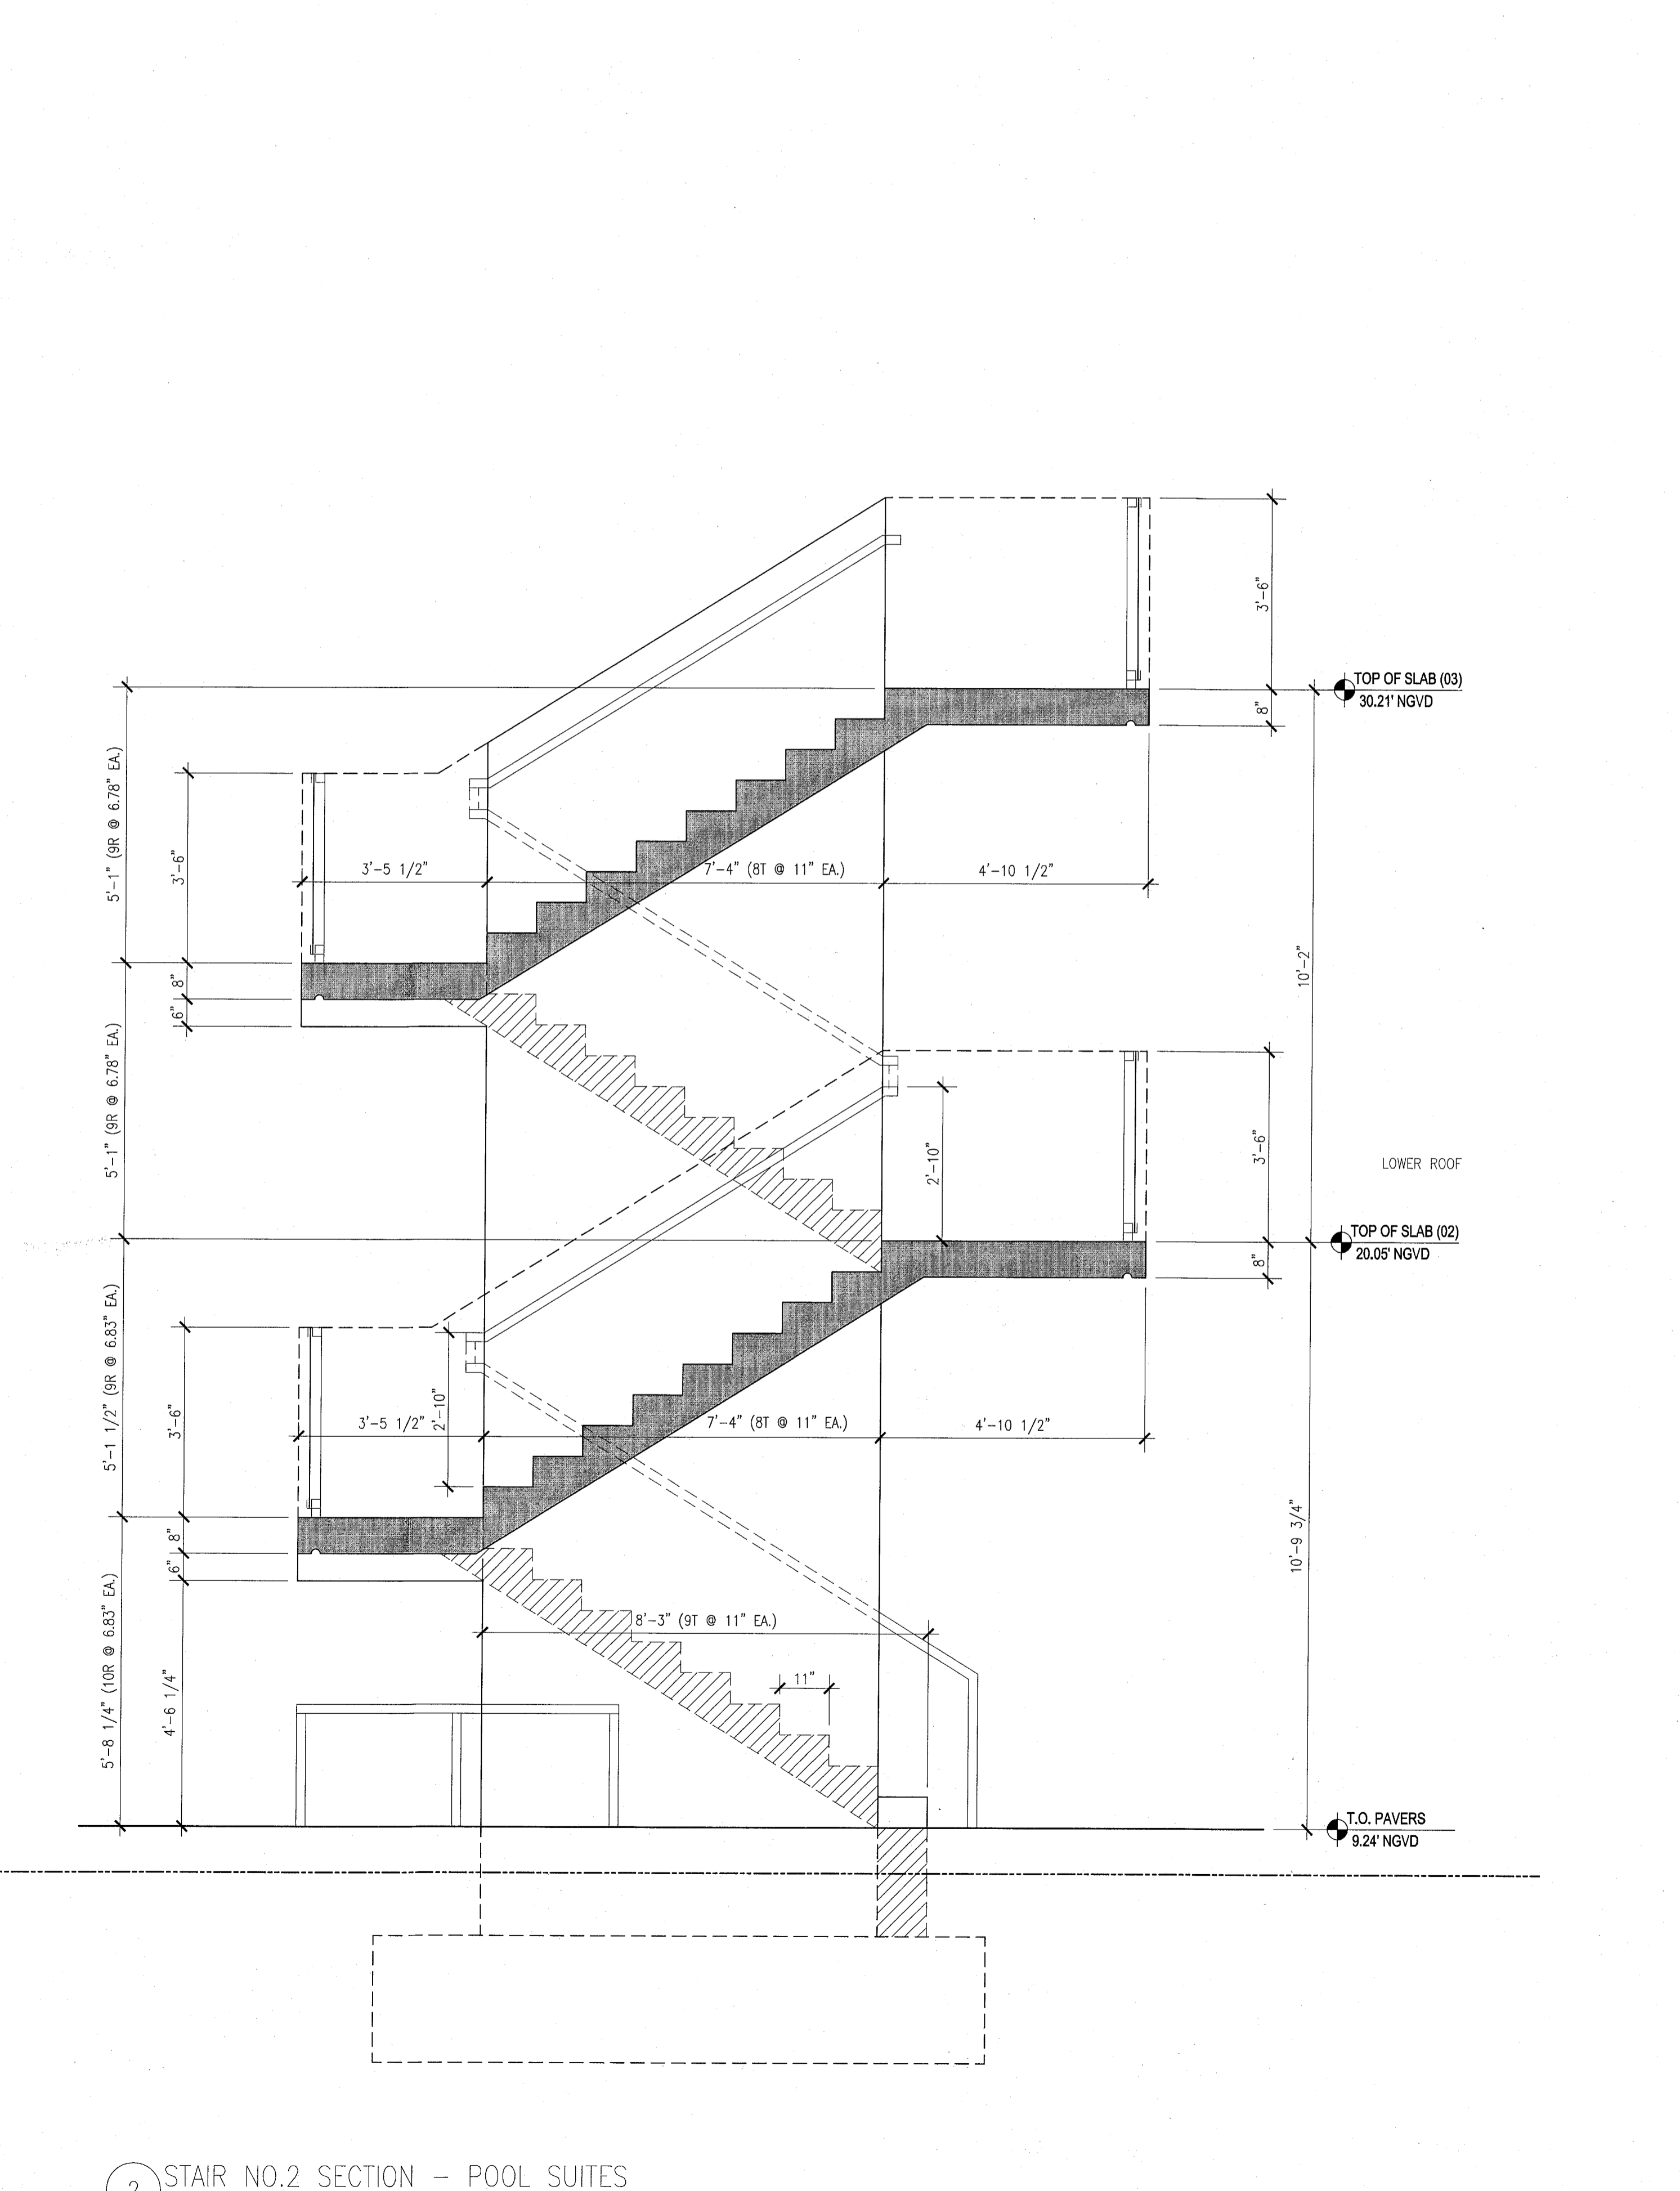 3'-6"
TOP OF SLAB (03)
30.21' NGVD
8"
5'-1" (9R @ 6.78" EA.)
3'-6"
3'-5 1/2"
7'-4" (8T @ 11" EA.)
4'-10 1/2"
8"
6"
10'-2"
5'-1" (9R @ 6.78" EA.)
2'-10"
3'-6"
LOWER ROOF
TOP OF SLAB (02)
20.05' NGVD
8"
5'-1 1/2" (9R @ 6.83" EA.)
3'-6"
2'-10"
3'-5 1/2"
7'-4" (8T @ 11" EA.)
4'-10 1/2"
8"
6"
10'-9 3/4"
8'-3" (9T @ 11" EA.)
11"
5'-8 1/4" (10R @ 6.83" EA.)
4'-6 1/4"
T.O. PAVERS
9.24' NGVD
2
STAIR NO.2 SECTION - POOL SUITES